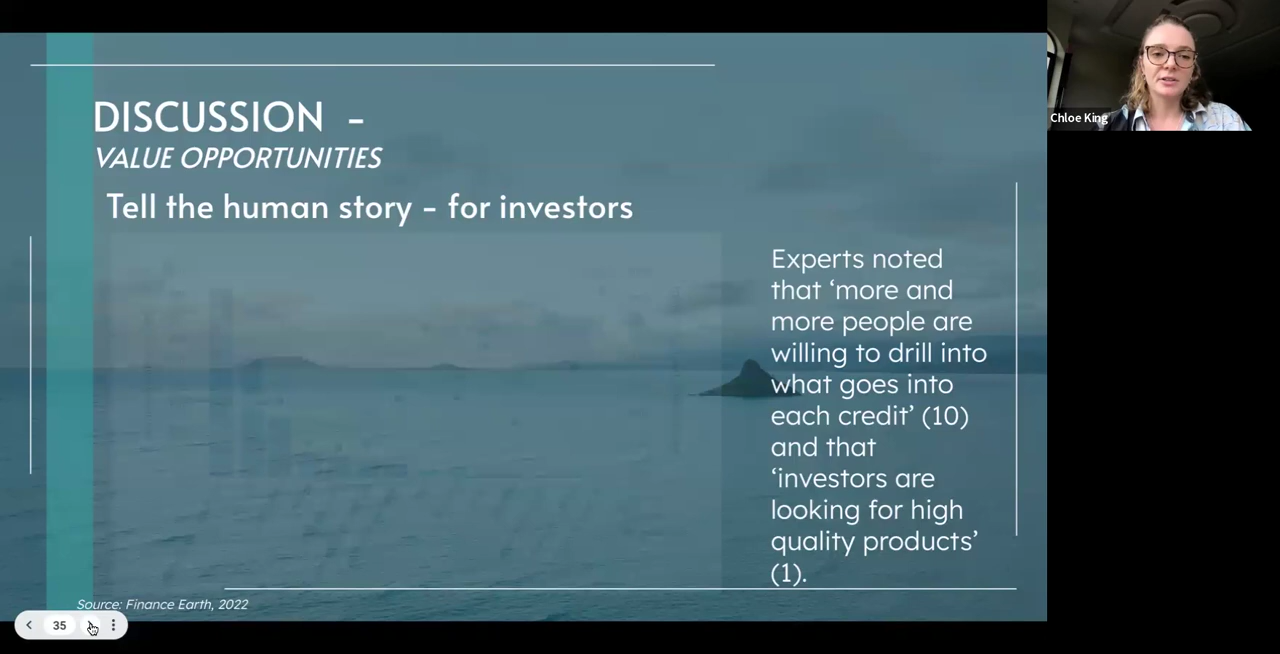 DISCUSSION -
VALUE OPPORTUNITIES
Tell the human story - for investors
Experts noted
that ‘more and
more people are
willing to drill into
what goes into
each credit’ (10)
and that
‘investors are
looking for high
quality products’
(1).
Source: Finance Earth, 2022
35
Chloe King